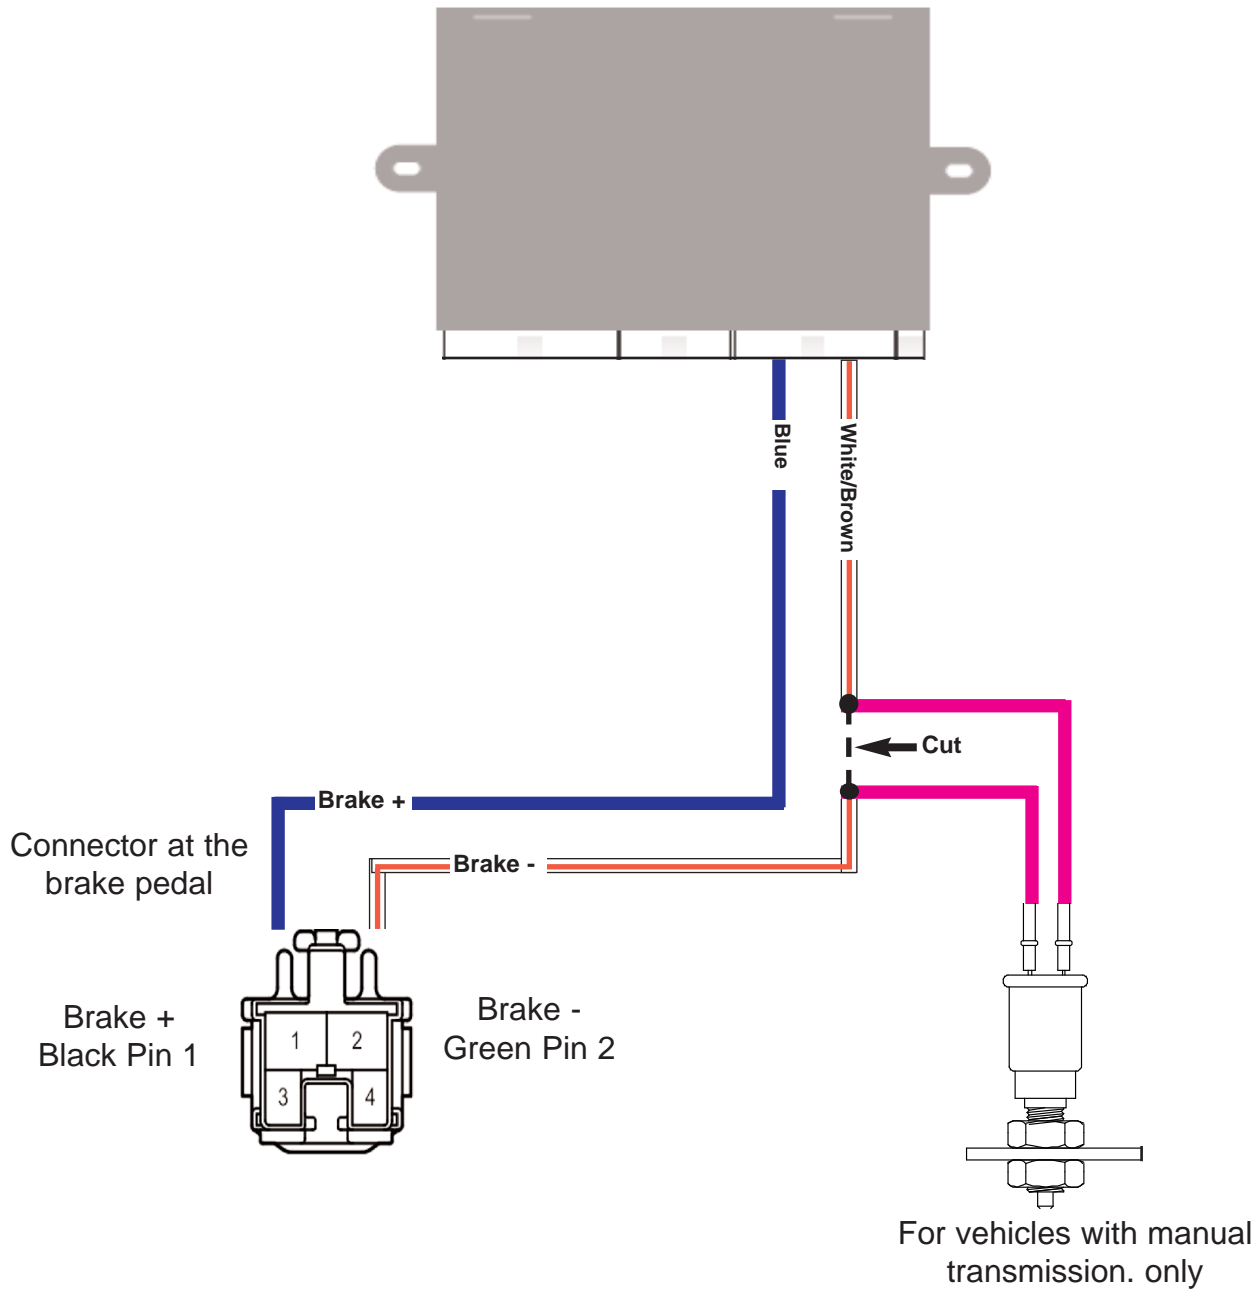 Blue
White/Brown
Cut
Brake +
Brake -
Connector at the
brake pedal
Brake +
Black Pin 1
1
2
3
4
Brake -
Green Pin 2
For vehicles with manual
transmission. only